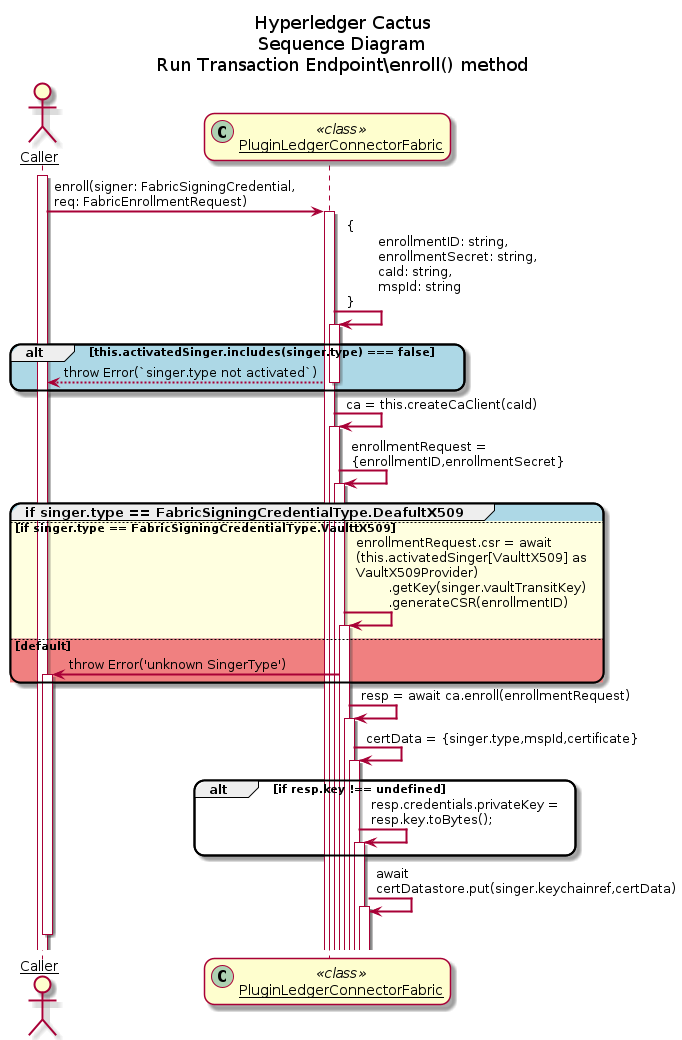 Hyperledger Cactus
Sequence Diagram
Run Transaction Endpoint\enroll() method
Caller
C
«class»
PluginLedgerConnectorFabric
enroll(signer: FabricSigningCredential,
req: FabricEnrollmentRequest)
{
enrollmentID: string,
enrollmentSecret: string,
caId: string,
mspId: string
}
alt [this.activatedSinger.includes(singer.type) === false]
throw Error(`singer.type not activated`)
ca = this.createCaClient(caId)
enrollmentRequest =
{enrollmentID,enrollmentSecret}
if singer.type == FabricSigningCredentialType.DeafultX509
[if singer.type == FabricSigningCredentialType.VaulttX509]
enrollmentRequest.csr = await
(this.activatedSinger[VaulttX509] as
VaultX509Provider)
.getKey(singer.vaultTransitKey)
.generateCSR(enrollmentID)
[default]
throw Error('unknown SingerType')
resp = await ca.enroll(enrollmentRequest)
certData = {singer.type,mspId,certificate}
alt [if resp.key !== undefined]
resp.credentials.privateKey =
resp.key.toBytes();
await
certDatastore.put(singer.keychainref,certData)
Caller
C
«class»
PluginLedgerConnectorFabric